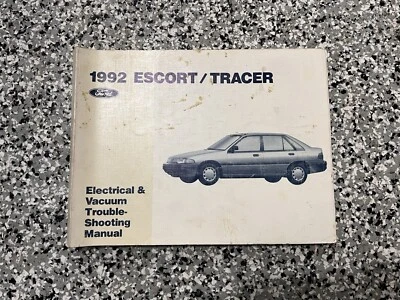 1992 ESCORT/TRACER
Ford
Electrical &
Vacuum
Trouble-
Shooting
Manual